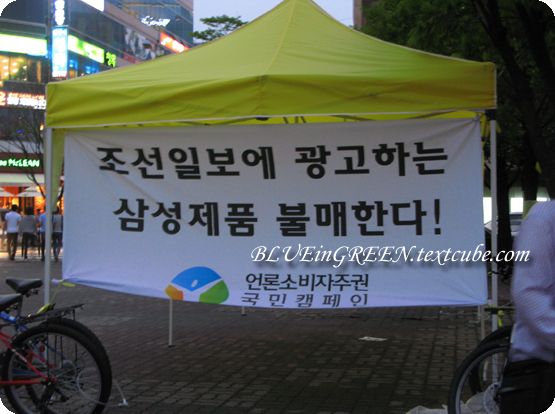 조선일보에 광고하는
삼성제품 불매한다!
BLUEinGREEN.textcube.com
언론소비자주권
국민캠페인